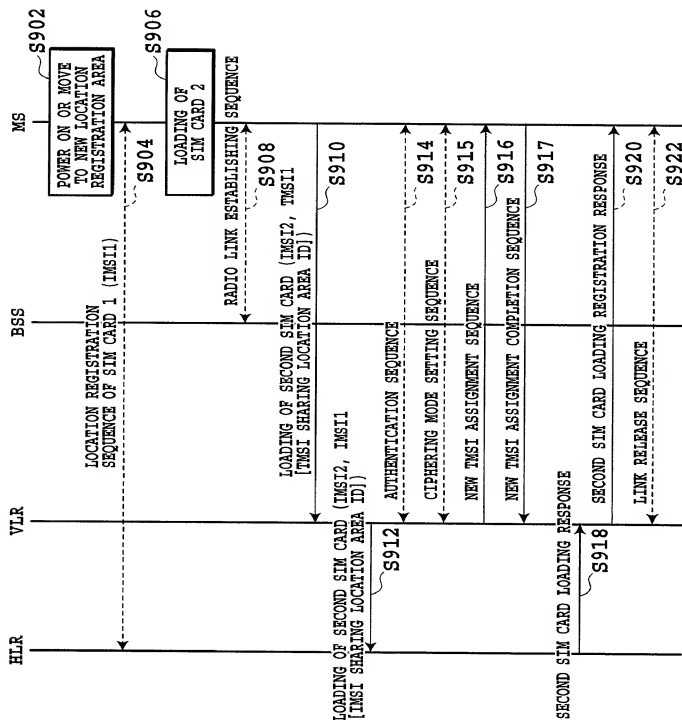 MS
BSS
VLR
HLR
POWER ON OR MOVE
TO NEW LOCATION
REGISTRATION AREA
S902
LOCATION REGISTRATION
SEQUENCE OF SIM CARD 1 (IMSI1)
S904
LOADING OF
SIM CARD 2
S906
RADIO LINK ESTABLISHING SEQUENCE
S908
LOADING OF SECOND SIM CARD (IMSI2, TMSI1
[TMSI SHARING LOCATION AREA ID])
S910
LOADING OF SECOND SIM CARD (IMSI2, IMSI1
[IMSI SHARING LOCATION AREA ID])
S912
AUTHENTICATION SEQUENCE
S914
CIPHERING MODE SETTING SEQUENCE
S915
NEW TMSI ASSIGNMENT SEQUENCE
S916
NEW TMSI ASSIGNMENT COMPLETION SEQUENCE
S917
SECOND SIM CARD LOADING RESPONSE
S918
SECOND SIM CARD LOADING REGISTRATION RESPONSE
S920
LINK RELEASE SEQUENCE
S922